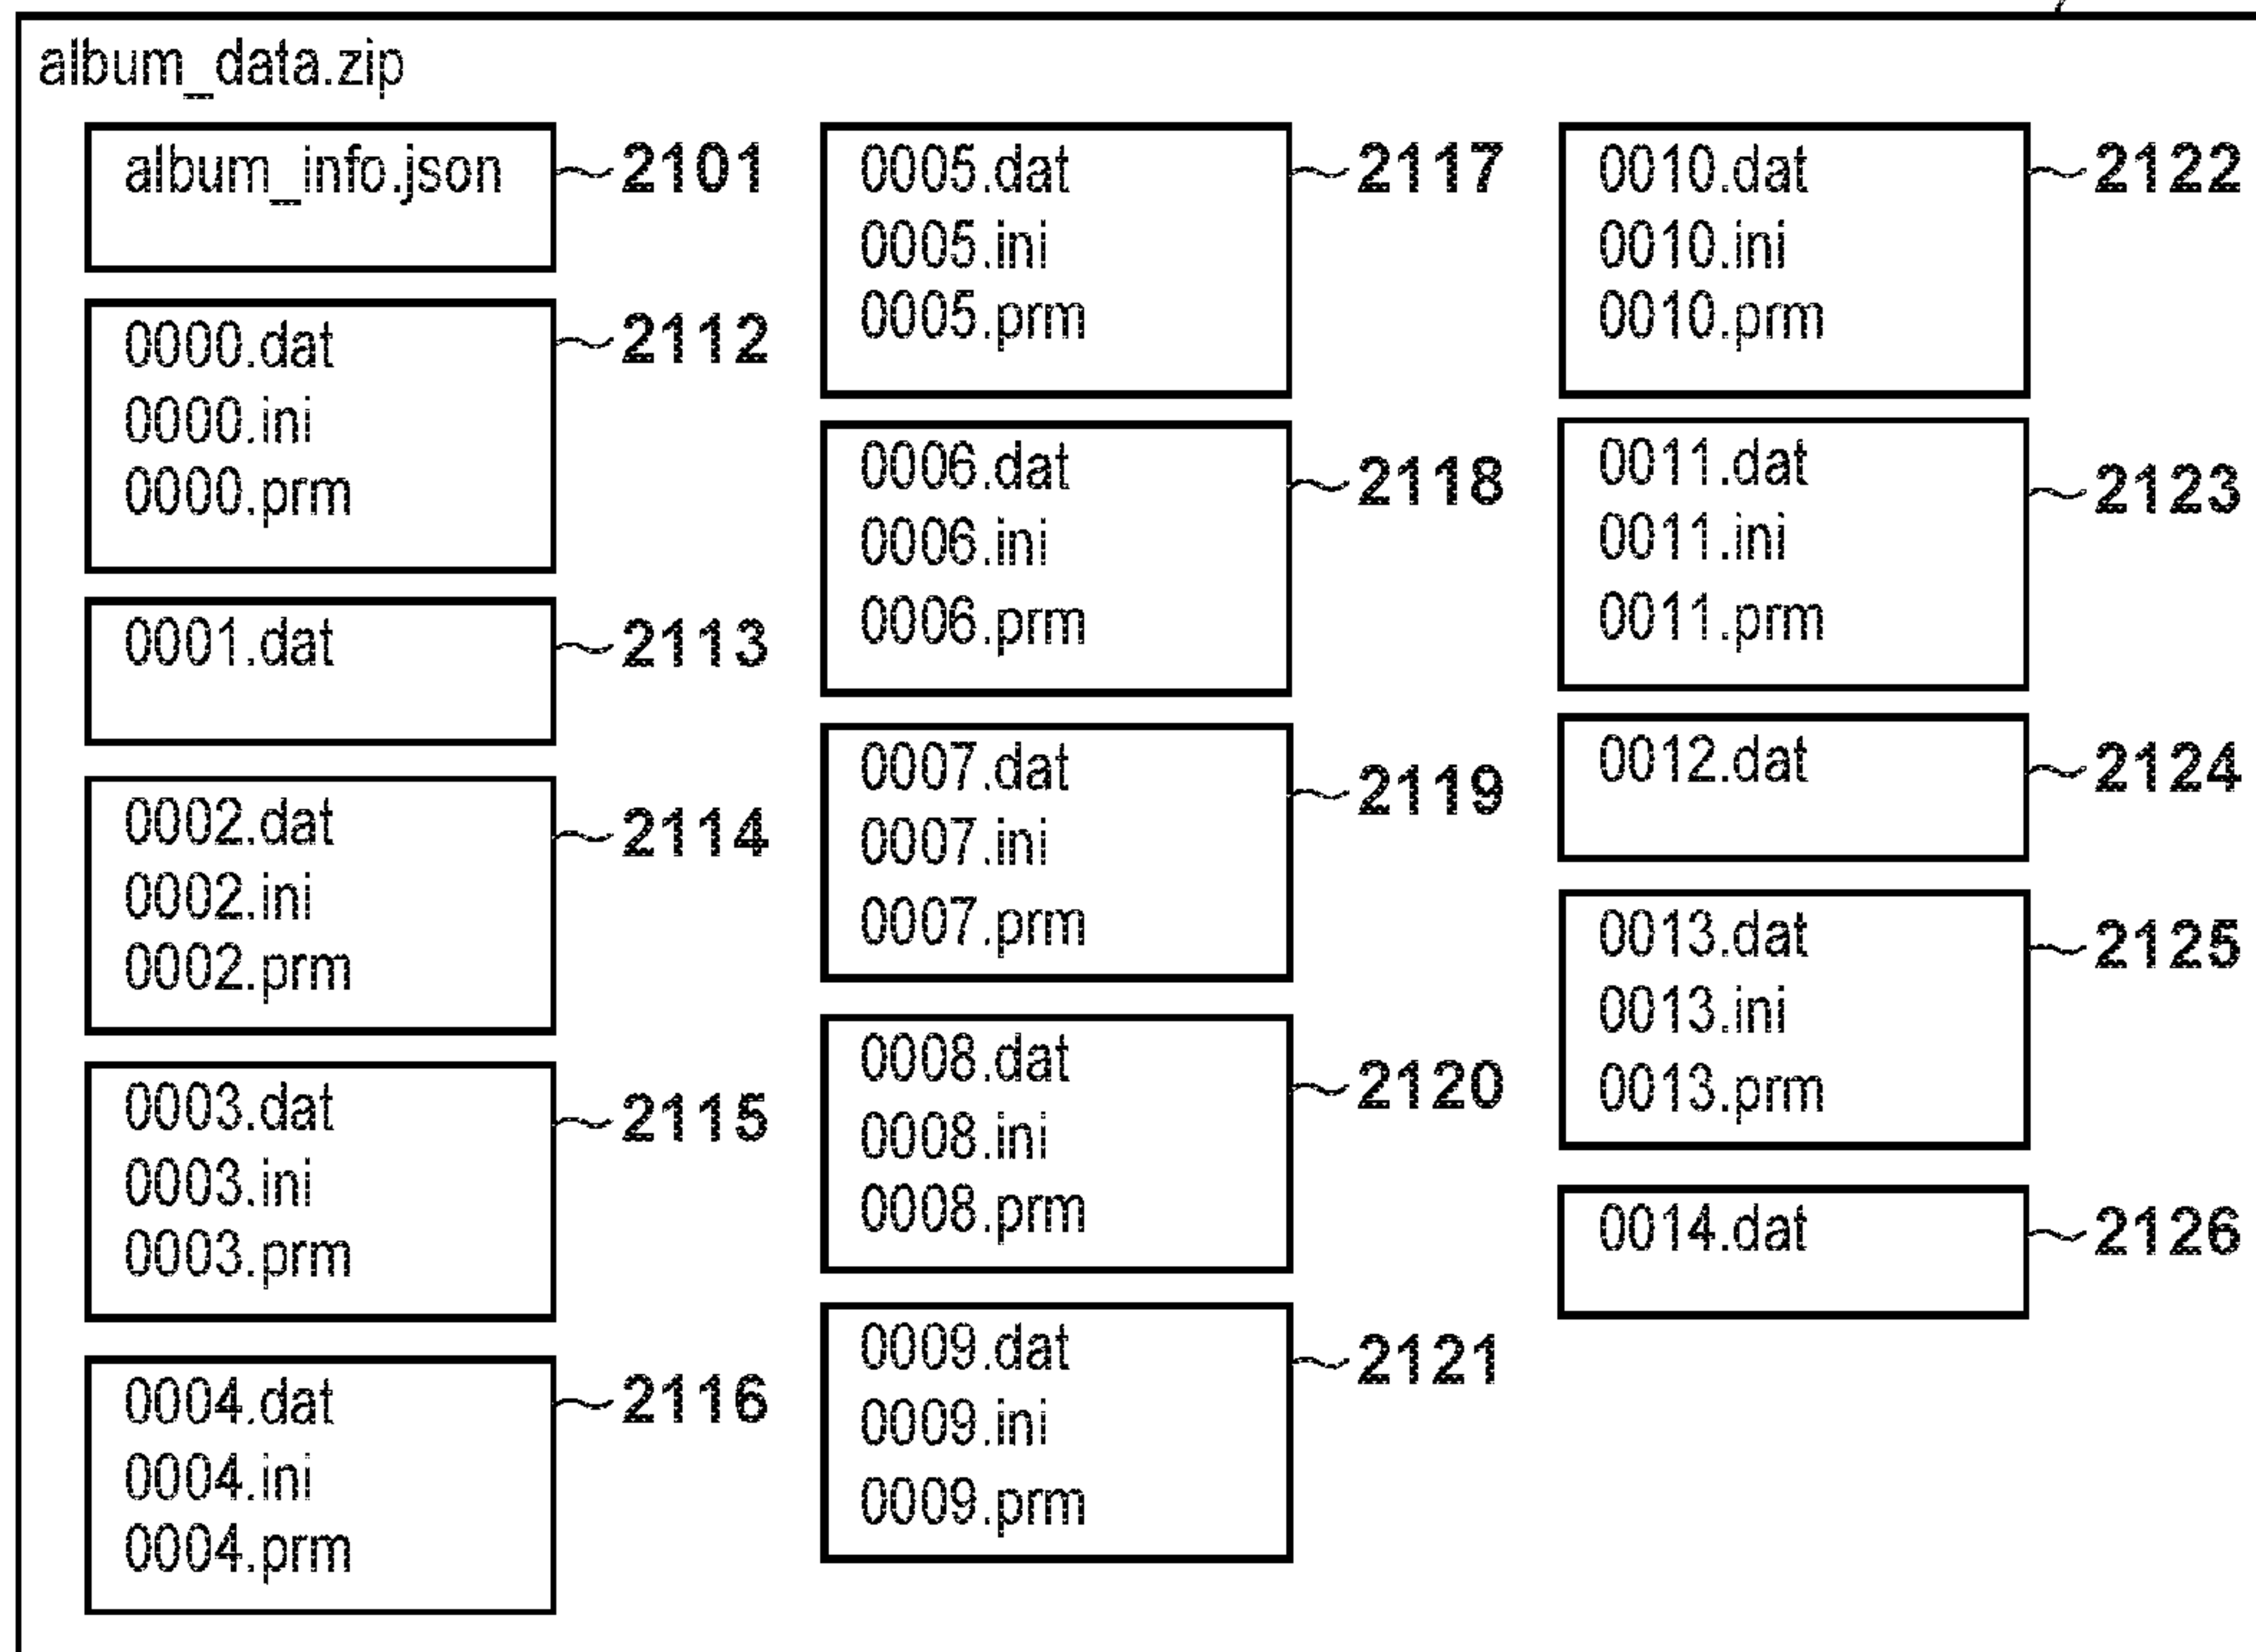 album_data.zip
album_info.json
2101
0000.dat
2112
0000.ini
0000.prm
0001.dat
2113
0002.dat
2114
0002.ini
0002.prm
0003.dat
2115
0003.ini
0003.prm
0004.dat
2116
0004.ini
0004.prm
0005.dat
2117
0005.ini
0005.prm
0006.dat
2118
0006.ini
0006.prm
0007.dat
2119
0007.ini
0007.prm
0008.dat
2120
0008.ini
0008.prm
0009.dat
2121
0009.ini
0009.prm
0010.dat
2122
0010.ini
0010.prm
0011.dat
2123
0011.ini
0011.prm
0012.dat
2124
0013.dat
2125
0013.ini
0013.prm
0014.dat
2126